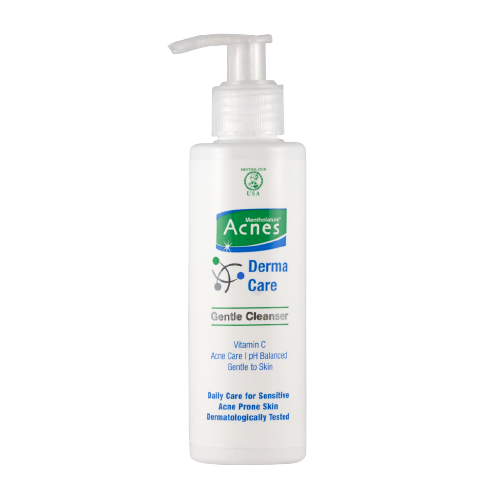 MENTHOLATUM
USA
Mentholatum
Acnes
Derma
Care
Gentle Cleanser
Vitamin C
Acne Care | pH Balanced
Gentle to Skin
Daily Care for Sensitive
Acne Prone Skin
Dermatologically Tested